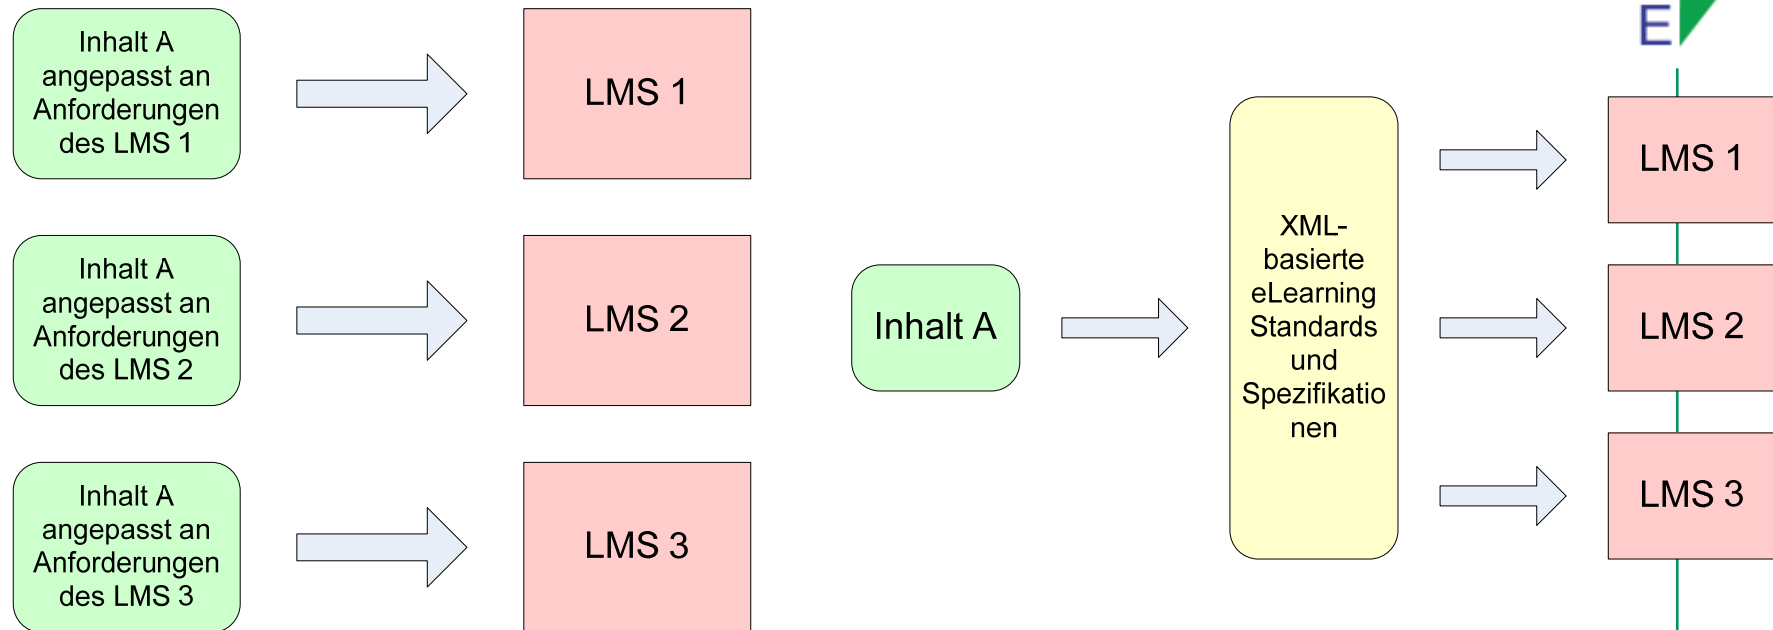 Inhalt A
angepasst an
Anforderungen
des LMS 1
LMS 1
Inhalt A
angepasst an
Anforderungen
des LMS 2
LMS 2
Inhalt A
angepasst an
Anforderungen
des LMS 3
LMS 3
Inhalt A
XML-
basierte
eLearning
Standards
und
Spezifikatio
nen
E
LMS 1
LMS 2
LMS 3